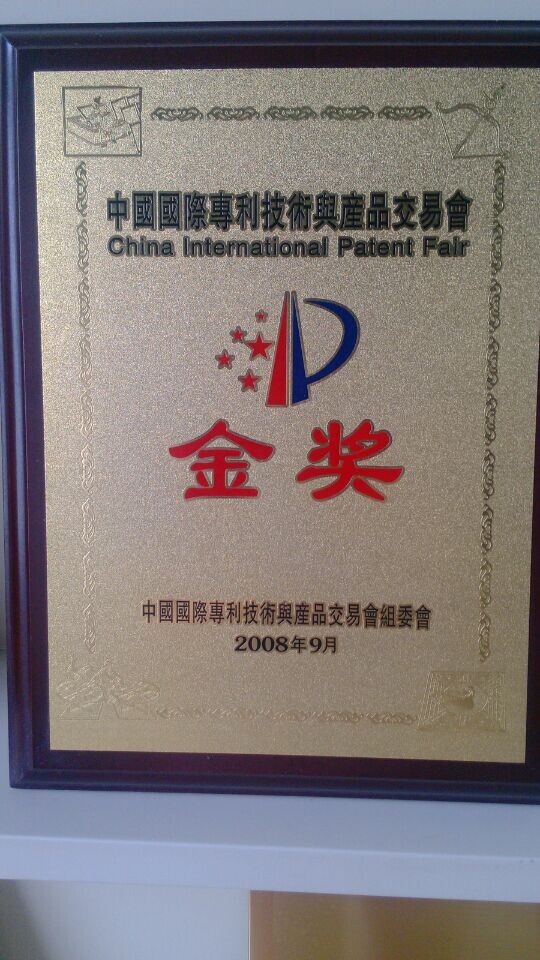 中國國際專利技術與產品交易會
China International Patent Fair
金奖
中國國際專利技術與產品交易會組委會
2008年9月